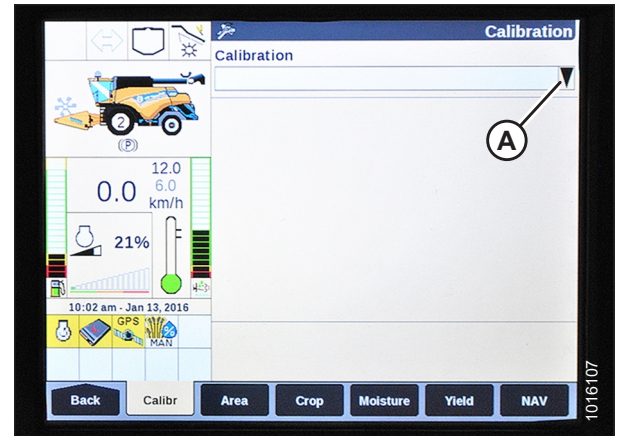 Calibration
Calibration
A
2
(P)
12.0
0.0
6.0
km/h
F
21%
10:02 am - Jan 13, 2016
GPS
%
MAN
Back
Calibr
Area
Crop
Moisture
Yield
NAV
1016107